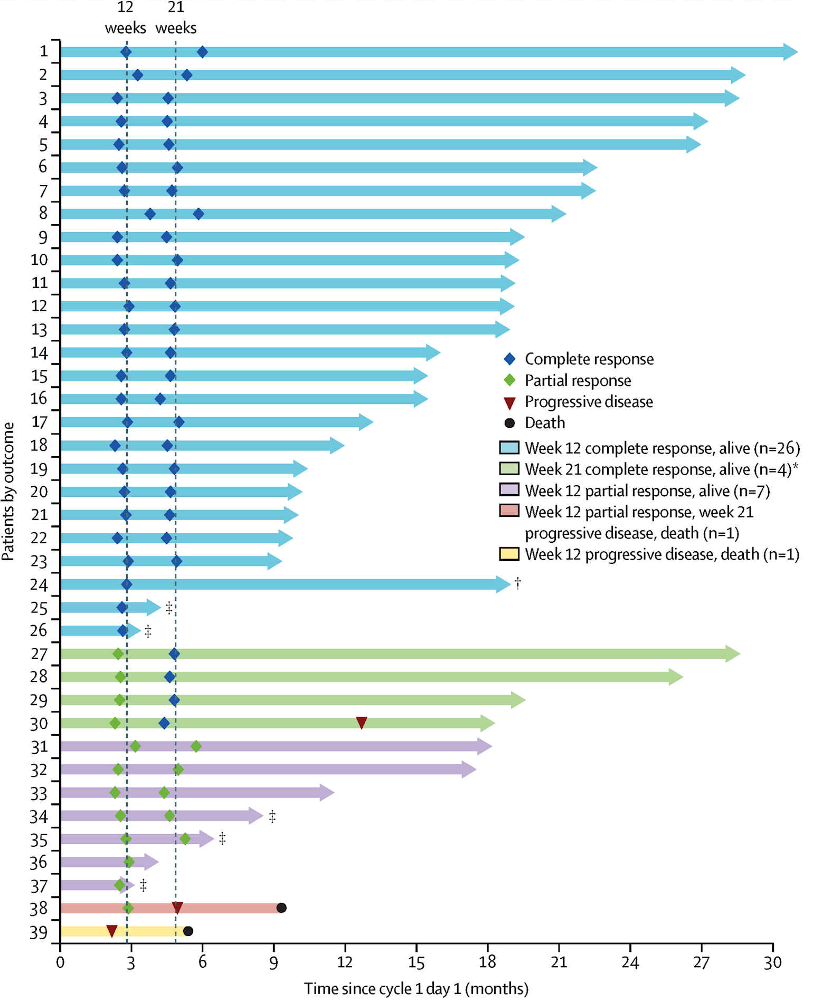 12 weeks
21 weeks
1
2
3
4
5
6
7
8
9
10
11
12
13
14
15
16
17
18
19
20
21
22
23
24 †
25 ‡
26 ‡
27
28
29
30
31
32
33
34 ‡
35 ‡
36
37 ‡
38
39
Patients by outcome
Complete response
Partial response
Progressive disease
Death
Week 12 complete response, alive (n=26)
Week 21 complete response, alive (n=4)*
Week 12 partial response, alive (n=7)
Week 12 partial response, week 21
progressive disease, death (n=1)
Week 12 progressive disease, death (n=1)
0 3 6 9 12 15 18 21 24 27 30
Time since cycle 1 day 1 (months)